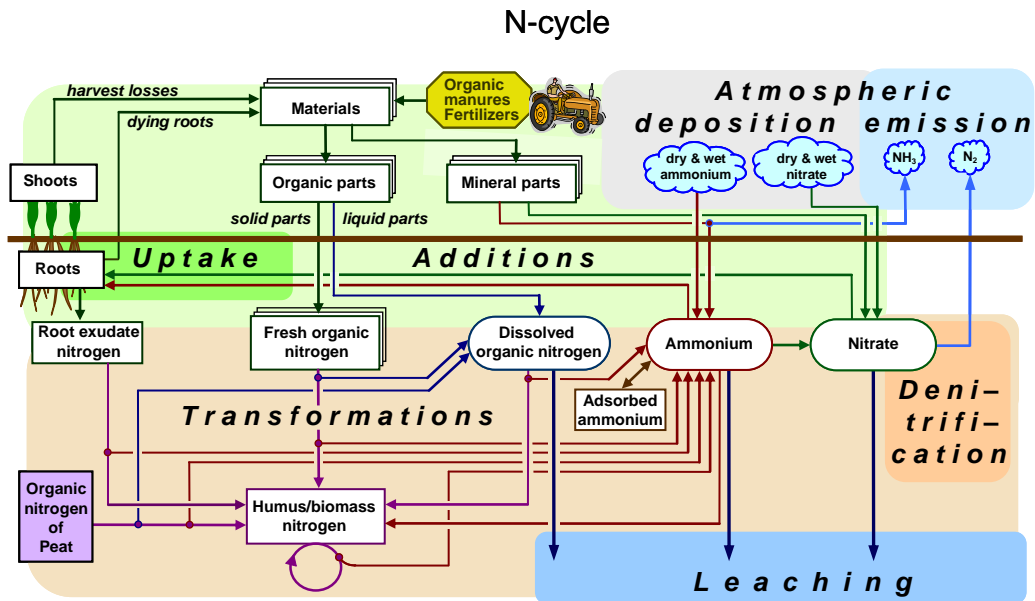 N-cycle
harvest losses
dying roots
Materials
Organic
manures
Fertilizers
Atmospheric
deposition
emission
dry & wet
ammonium
dry & wet
nitrate
NH₃
N₂
Shoots
Organic parts
Mineral parts
solid parts
liquid parts
Roots
Uptake
Additions
Root exudate
nitrogen
Fresh organic
nitrogen
Dissolved
organic nitrogen
Ammonium
Nitrate
Adsorbed
ammonium
Transformations
Deni–
trifi–
cation
Organic
nitrogen
of
Peat
Humus/biomass
nitrogen
Leaching